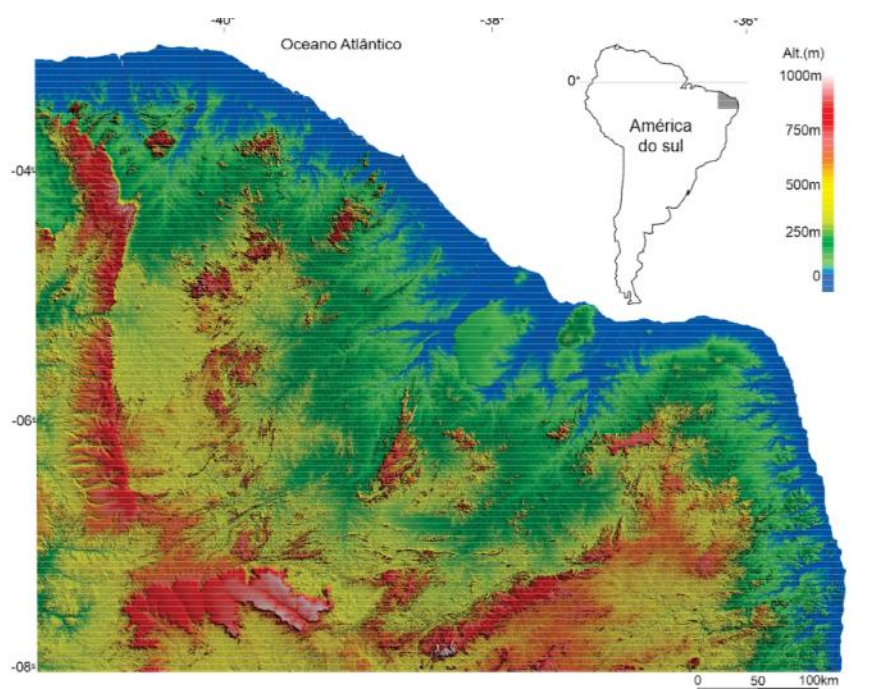 -40°
-38°
-36°
Oceano Atlântico
Alt.(m)
0°
1000m
América
do sul
750m
-04°
500m
250m
0
-06°
-08°
0 50 100km